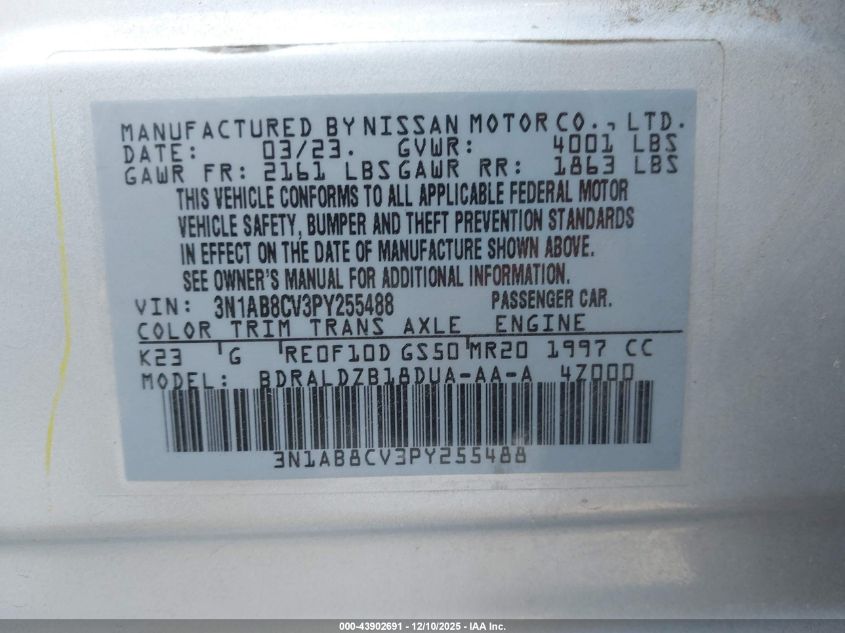 MANUFACTURED BY NISSAN MOTOR CO., LTD.
DATE: 03/23. GVWR: 4001 LBS
GAWR FR: 2161 LBS GAWR RR: 1863 LBS
THIS VEHICLE CONFORMS TO ALL APPLICABLE FEDERAL MOTOR
VEHICLE SAFETY, BUMPER AND THEFT PREVENTION STANDARDS
IN EFFECT ON THE DATE OF MANUFACTURE SHOWN ABOVE.
SEE OWNER'S MANUAL FOR ADDITIONAL INFORMATION.
VIN: 3N1AB8CV3PY255488 PASSENGER CAR.
COLOR TRIM TRANS AXLE ENGINE
K23 G RE0F10D GS50 MR20 1997 CC
MODEL: BDRALDZB18DUA-AA-A 4Z000
3N1AB8CV3PY255488
000-43902691 - 12/10/2025 - IAA Inc.